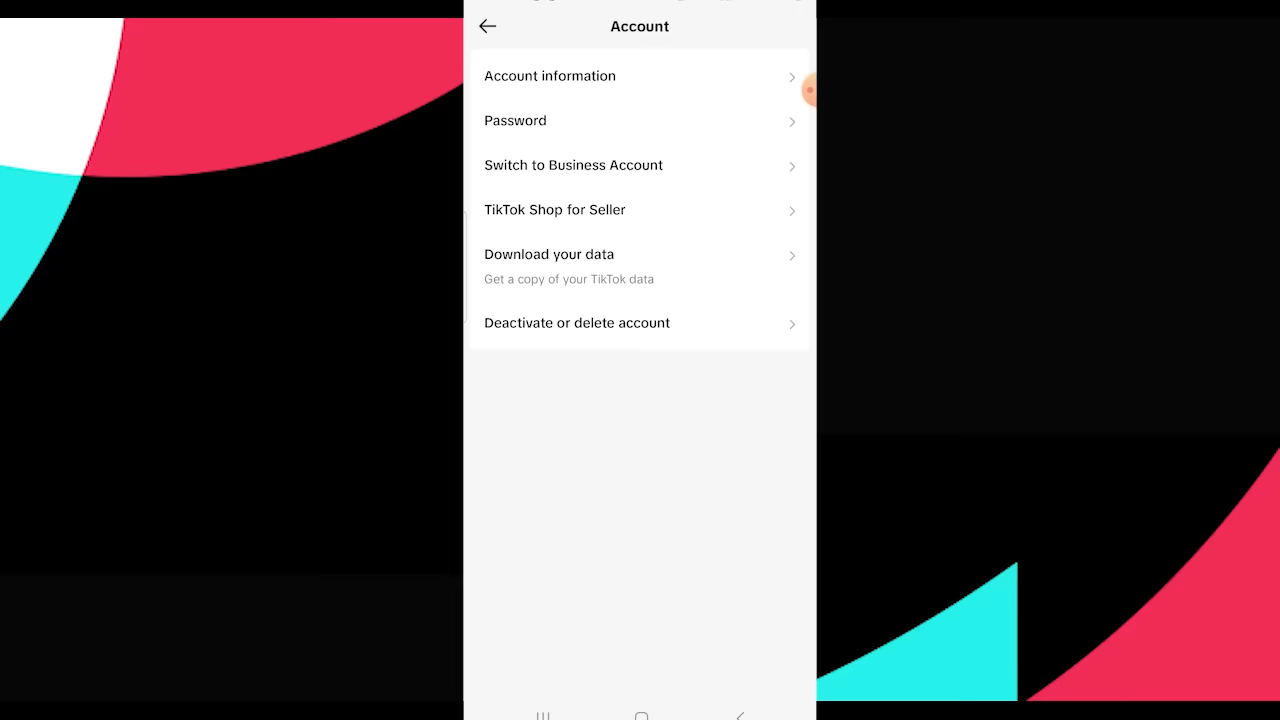 Account
Account information
Password
Switch to Business Account
TikTok Shop for Seller
Download your data
Get a copy of your TikTok data
Deactivate or delete account